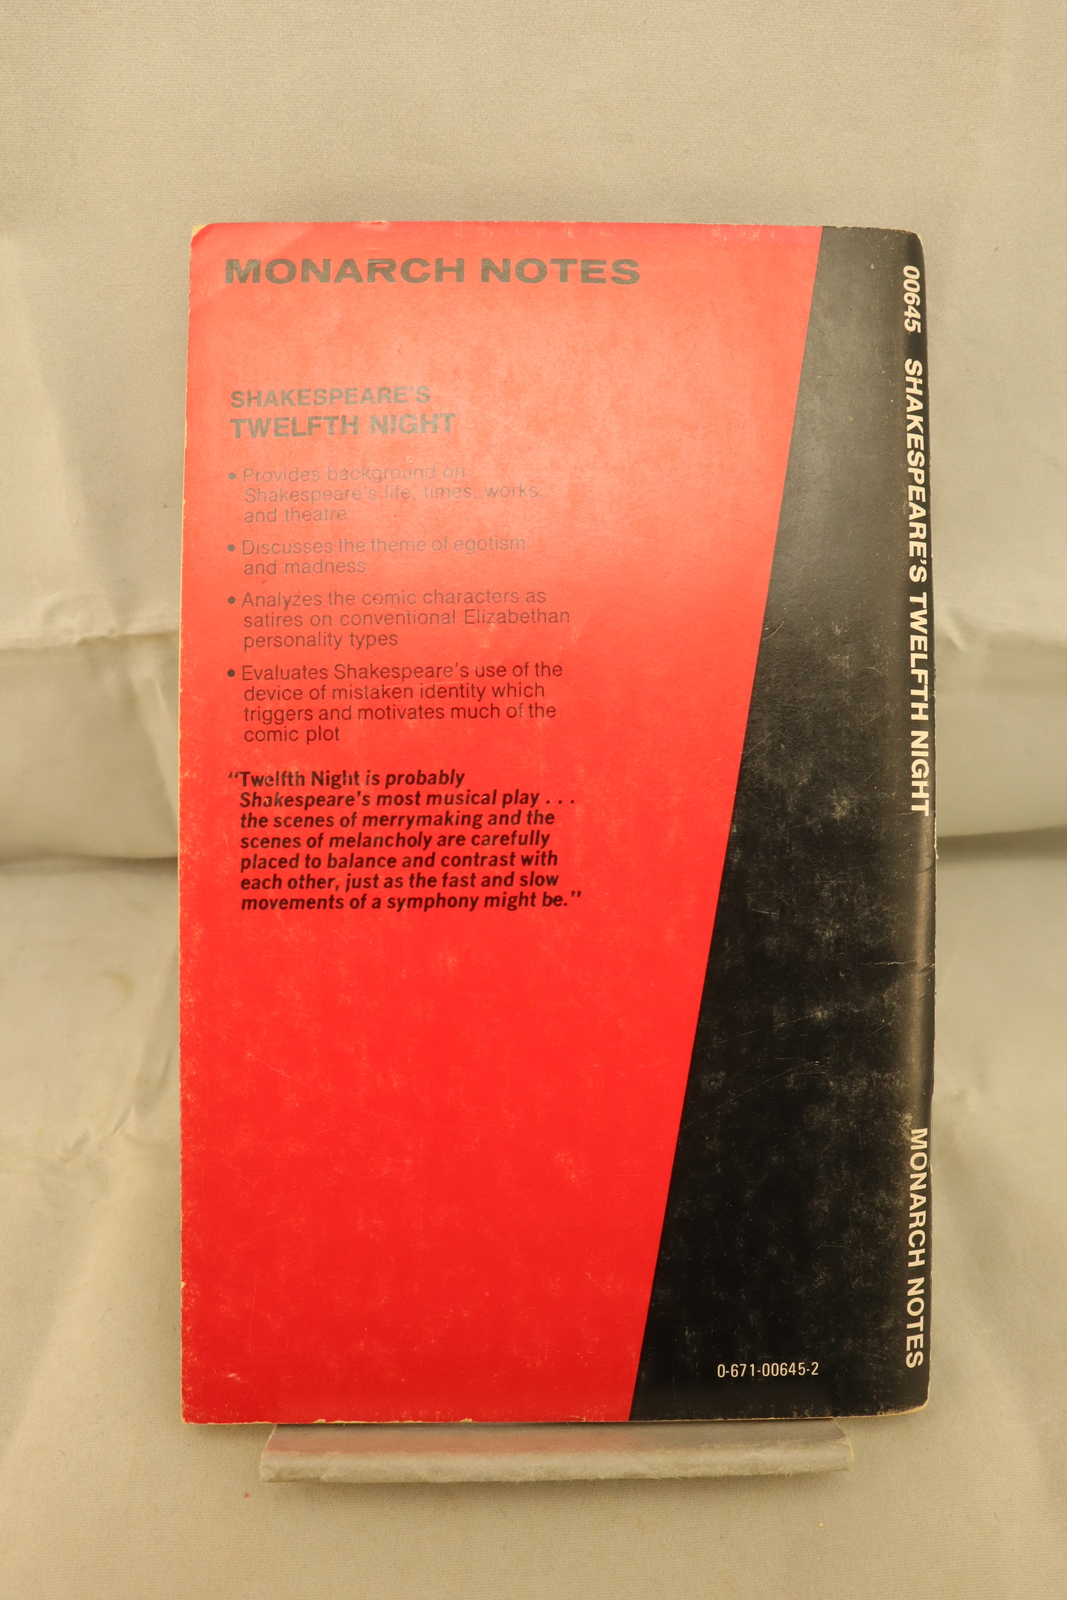 MONARCH NOTES
SHAKESPEARE'S
TWELFTH NIGHT
• Provides background on
Shakespeare's life, times, works,
and theatre
• Discusses the theme of egotism
and madness
• Analyzes the comic characters as
satires on conventional Elizabethan
personality types
• Evaluates Shakespeare's use of the
device of mistaken identity which
triggers and motivates much of the
comic plot
"Twelfth Night is probably
Shakespeare's most musical play . . .
the scenes of merrymaking and the
scenes of melancholy are carefully
placed to balance and contrast with
each other, just as the fast and slow
movements of a symphony might be."
0-671-00645-2
00645 SHAKESPEARE'S TWELFTH NIGHT MONARCH NOTES